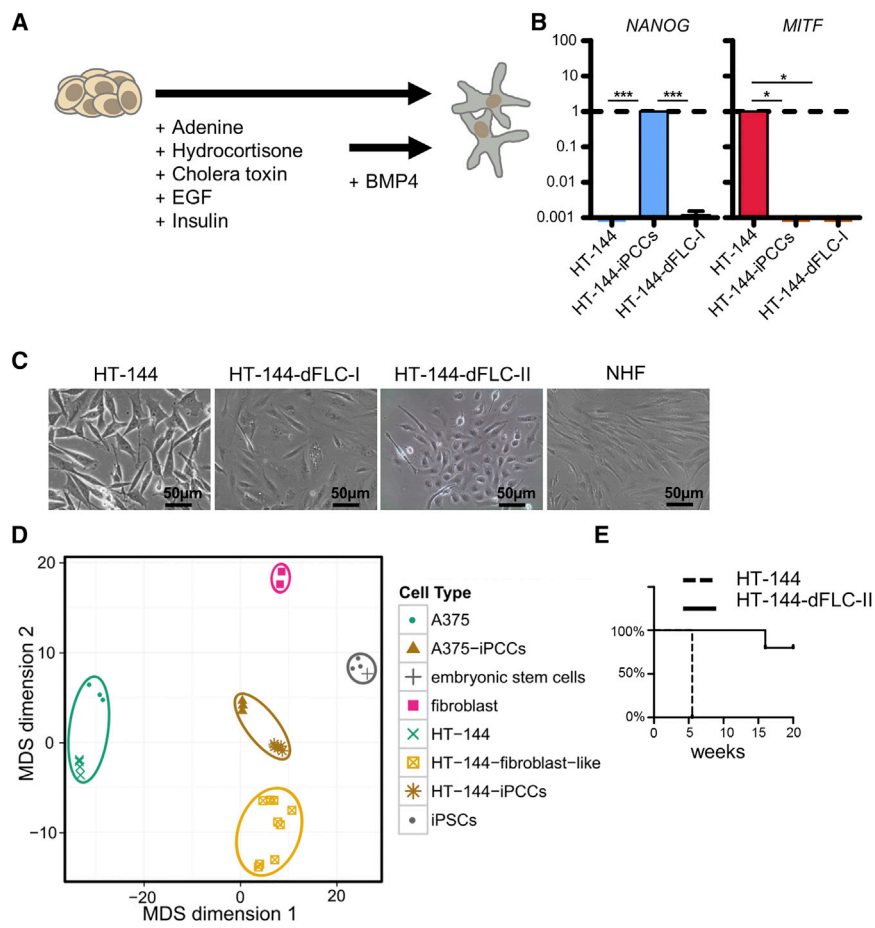 A
+ Adenine
+ Hydrocortisone
+ Cholera toxin
+ EGF
+ Insulin
+ BMP4
B
NANOG
MITF
100
10
1
0.1
0.01
0.001
***
***
*
*
HT-144
HT-144-iPCCs
HT-144-dFLC-I
HT-144
HT-144-iPCCs
HT-144-dFLC-I
C
HT-144
HT-144-dFLC-I
HT-144-dFLC-II
NHF
50µm
50µm
50µm
50µm
D
20
10
0
−10
MDS dimension 2
−20
0
20
MDS dimension 1
Cell Type
A375
A375−iPCCs
embryonic stem cells
fibroblast
HT−144
HT−144−fibroblast−like
HT−144−iPCCs
iPSCs
E
HT-144
HT-144-dFLC-II
100%
50%
0%
0
5
10
15
20
weeks